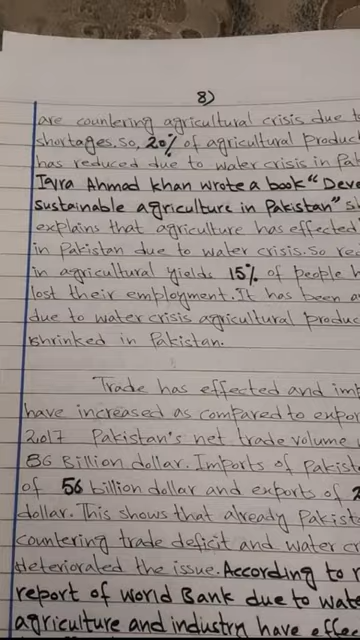 8)
are countering agricultural crisis due to
shortages. so, 20% of agricultural produc
has reduced due to water crisis in Pak
Iqra Ahmad khan wrote a book "Deve
sustainable agriculture in Pakistan" s
explains that agriculture has effected
in Pakistan due to water crisis. So re
in agricultural yields 15% of people h
lost their employment. It has been a
due to water crisis agricultural produc
shrinked in Pakistan.
Trade has effected and imp
have increased as compared to expor
2017 Pakistan's net trade volume
86 Billion dollar. Imports of Pakist
of 56 billion dollar and exports of 2
dollar. This shows that already Pakist
countering trade deficit and water cr
deteriorated the issue. According to r
report of world Bank due to wate
agriculture and industry have effec